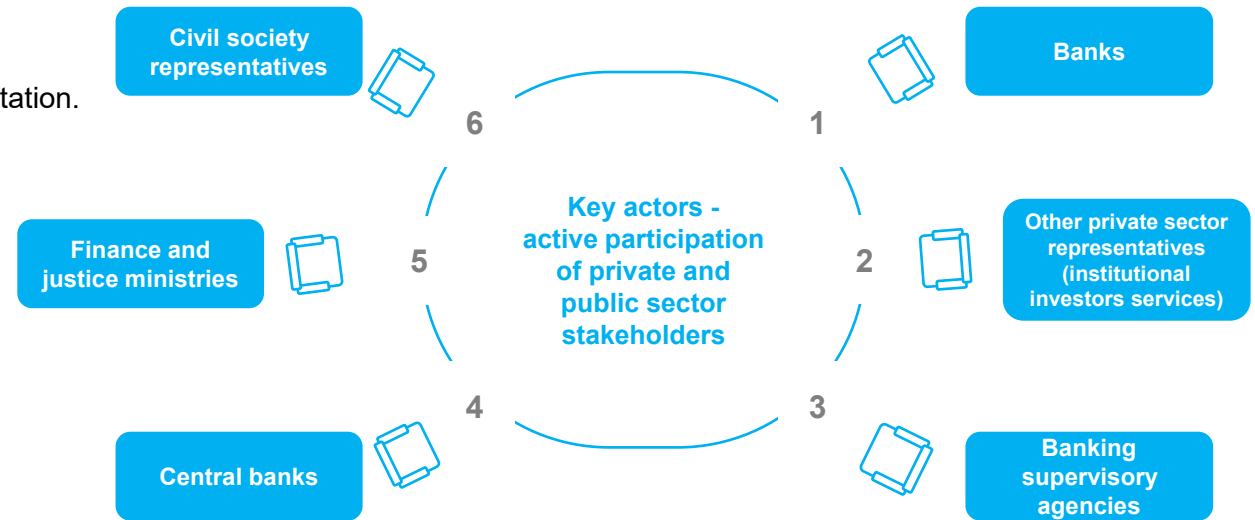 Civil society
representatives
Banks
tation.
6
1
Key actors -
active participation
of private and
public sector
stakeholders
Finance and
justice ministries
5
2
Other private sector
representatives
(institutional
investors services)
4
3
Central banks
Banking
supervisory
agencies